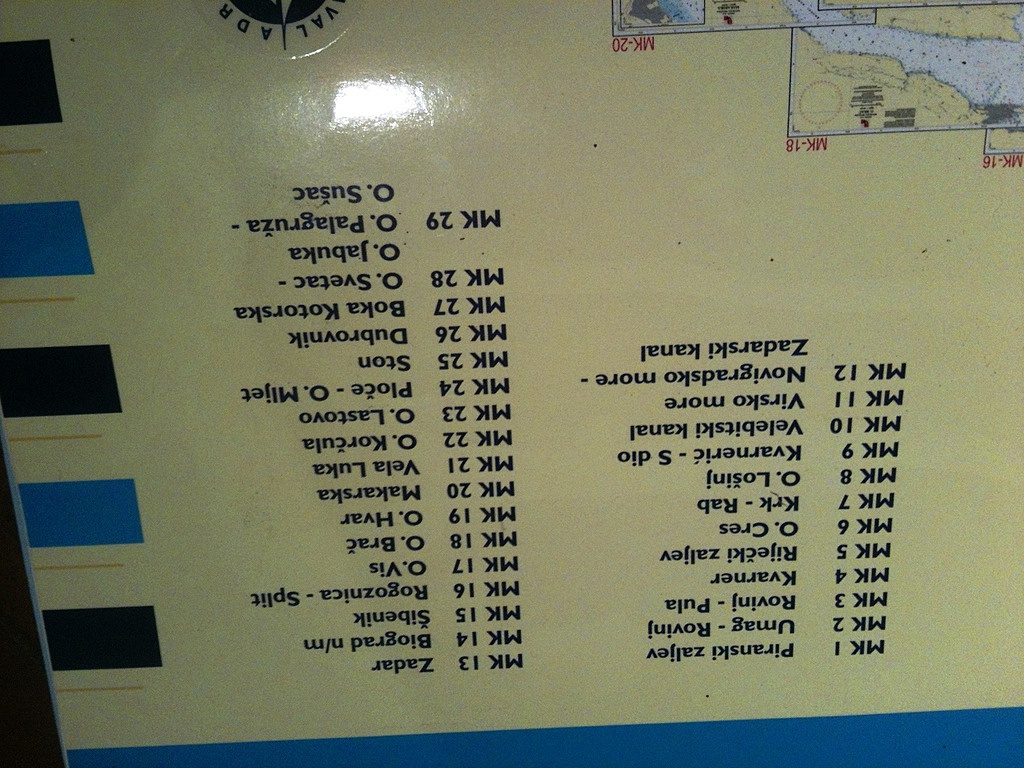 MK 1 Piranski zaljev
MK 2 Umag - Rovinj
MK 3 Rovinj - Pula
MK 4 Kvarner
MK 5 Riječki zaljev
MK 6 O. Cres
MK 7 Krk - Rab
MK 8 O. Lošinj
MK 9 Kvarnerić - S dio
MK 10 Velebitski kanal
MK 11 Virsko more
MK 12 Novigradsko more -
Zadarski kanal
MK 13 Zadar
MK 14 Biograd n/m
MK 15 Šibenik
MK 16 Rogoznica - Split
MK 17 O.Vis
MK 18 O. Brač
MK 19 O. Hvar
MK 20 Makarska
MK 21 Vela Luka
MK 22 O. Korčula
MK 23 O. Lastovo
MK 24 Ploče - O. Mljet
MK 25 Ston
MK 26 Dubrovnik
MK 27 Boka Kotorska
MK 28 O. Svetac -
O. Jabuka
MK 29 O. Palagruža -
O. Sušac
MK-16
MK-18
MK-20
VAL ADR